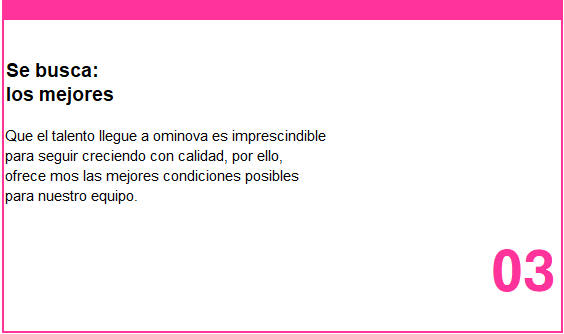 Se busca:
los mejores
Que el talento llegue a ominova es imprescindible
para seguir creciendo con calidad, por ello,
ofrece mos las mejores condiciones posibles
para nuestro equipo.
03